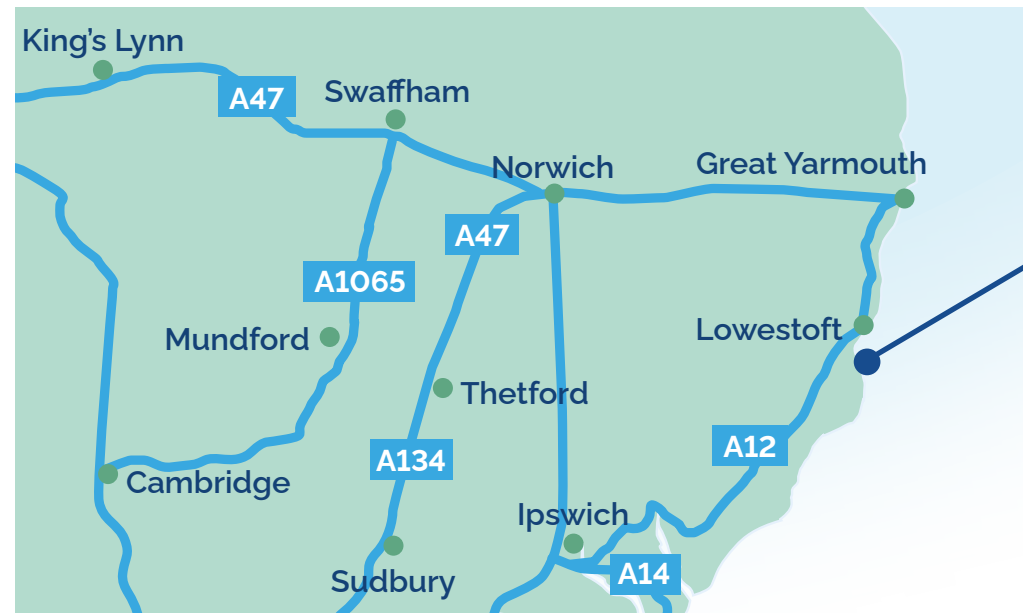 King's Lynn
A47
Swaffham
Norwich
Great Yarmouth
A47
A1065
Mundford
Lowestoft
Thetford
A12
A134
Cambridge
Ipswich
A14
Sudbury